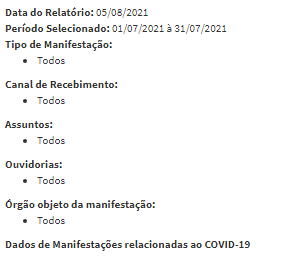 Data do Relatório: 05/08/2021
Período Selecionado: 01/07/2021 à 31/07/2021
Tipo de Manifestação:
• Todos
Canal de Recebimento:
• Todos
Assuntos:
• Todos
Ouvidorias:
• Todos
Órgão objeto da manifestação:
• Todos
Dados de Manifestações relacionadas ao COVID-19